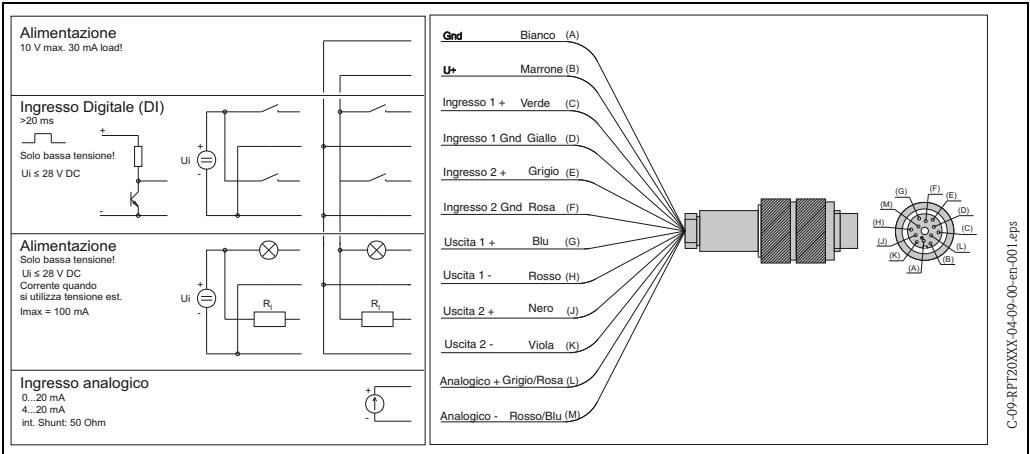 Alimentazione
10 V max. 30 mA load!
Ingresso Digitale (DI)
>20 ms
+
Solo bassa tensione!
Ui ≤ 28 V DC
-
Ui
+
-
Alimentazione
Solo bassa tensione!
Ui ≤ 28 V DC
Corrente quando
si utilizza tensione est.
Imax = 100 mA
Ui
+
-
RI
RI
Ingresso analogico
0...20 mA
4...20 mA
int. Shunt: 50 Ohm
+
-
Gnd Bianco (A)
U+ Marrone (B)
Ingresso 1 + Verde (C)
Ingresso 1 Gnd Giallo (D)
Ingresso 2 + Grigio (E)
Ingresso 2 Gnd Rosa (F)
Uscita 1 + Blu (G)
Uscita 1 - Rosso (H)
Uscita 2 + Nero (J)
Uscita 2 - Viola (K)
Analogico + Grigio/Rosa (L)
Analogico - Rosso/Blu (M)
(G)
(F)
(E)
(M)
(D)
(H)
(C)
(J)
(L)
(K)
(B)
(A)
C-09-RPT20XXX-04-09-00-en-001.eps